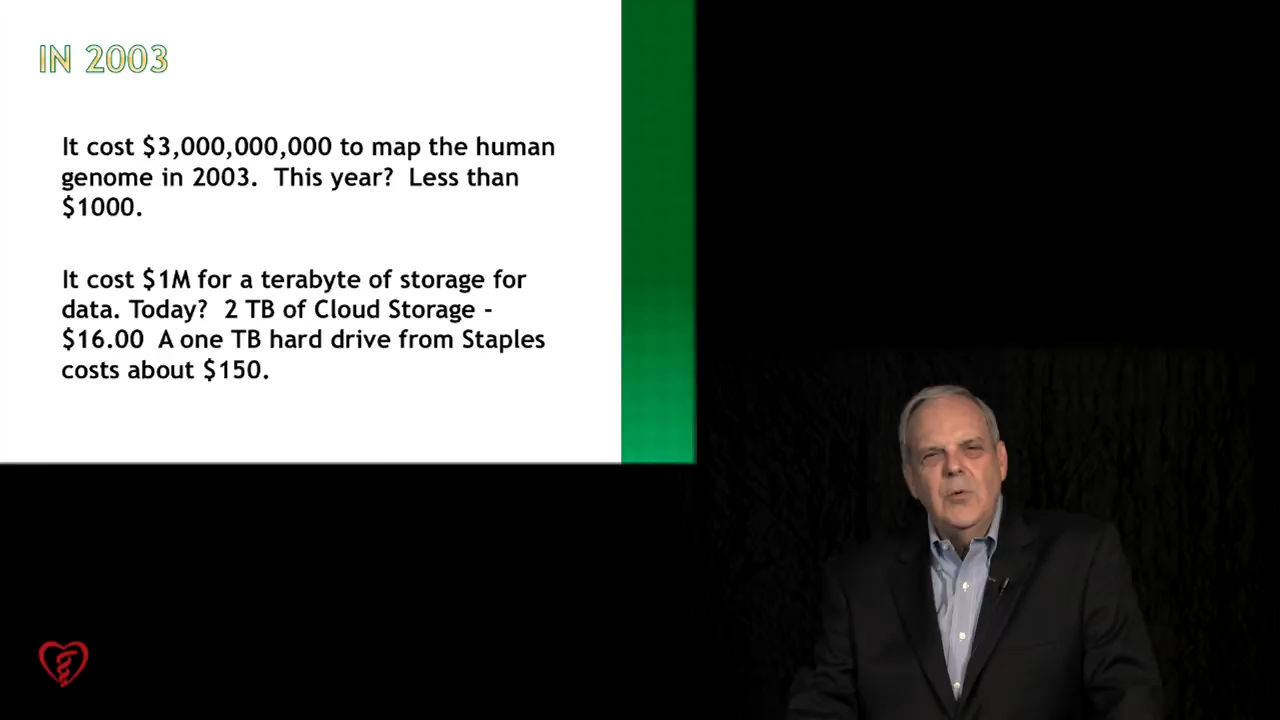 IN 2003
It cost $3,000,000,000 to map the human
genome in 2003.  This year?  Less than
$1000.
It cost $1M for a terabyte of storage for
data. Today?  2 TB of Cloud Storage -
$16.00  A one TB hard drive from Staples
costs about $150.